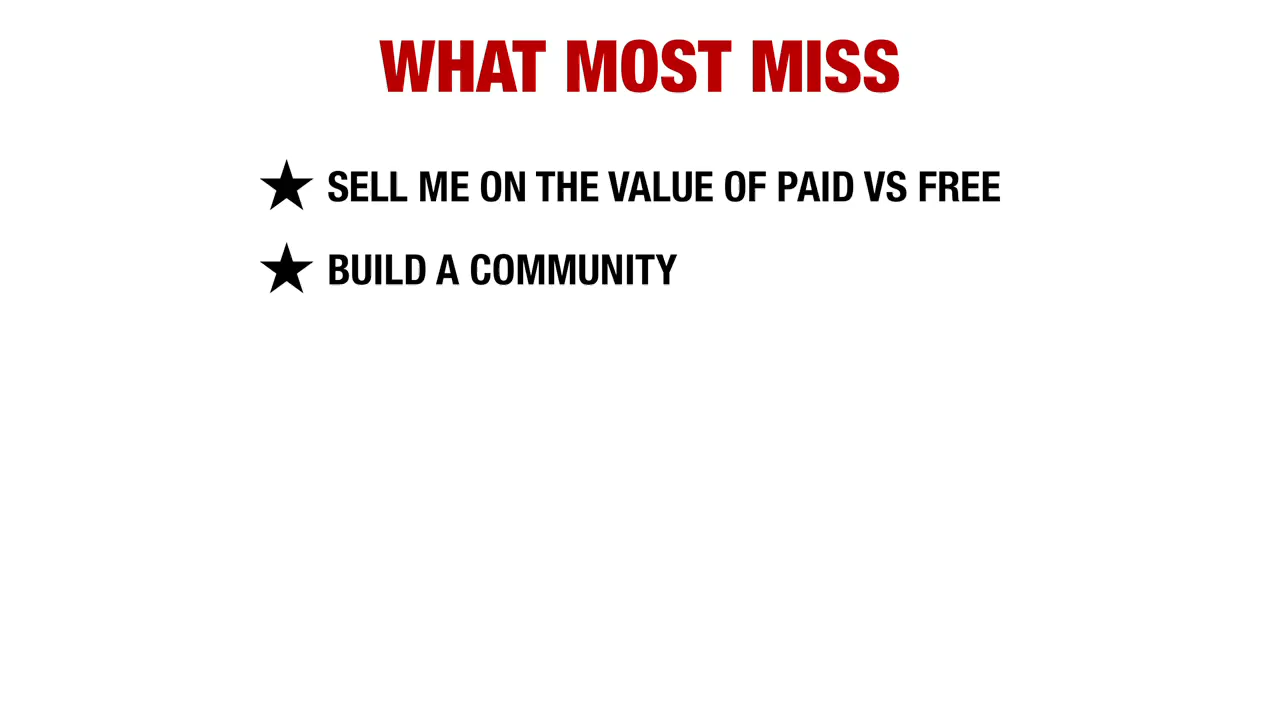 WHAT MOST MISS
★ SELL ME ON THE VALUE OF PAID VS FREE
★ BUILD A COMMUNITY